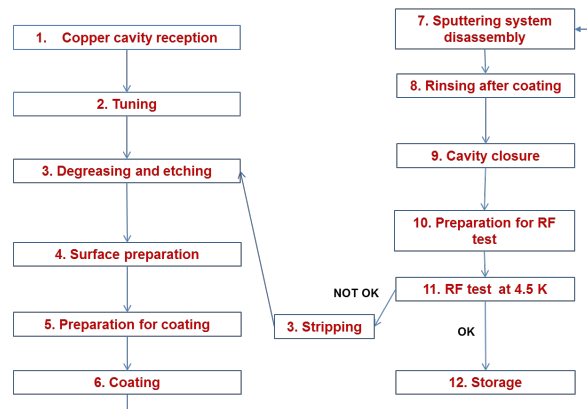 1. Copper cavity reception
2. Tuning
3. Degreasing and etching
4. Surface preparation
5. Preparation for coating
6. Coating
7. Sputtering system
disassembly
8. Rinsing after coating
9. Cavity closure
10. Preparation for RF
test
11. RF test at 4.5 K
NOT OK
3. Stripping
OK
12. Storage